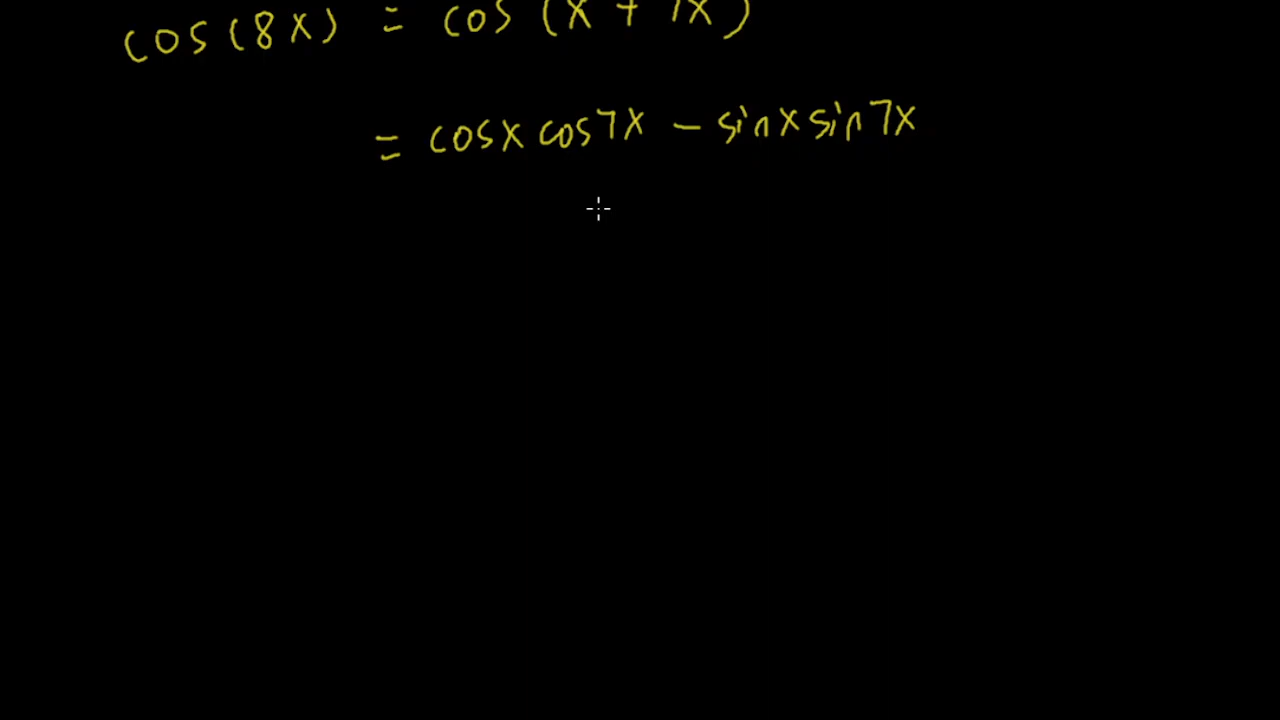 cos(8x) = cos(x + 7x)
= cosx cos7x - sinx sin7x